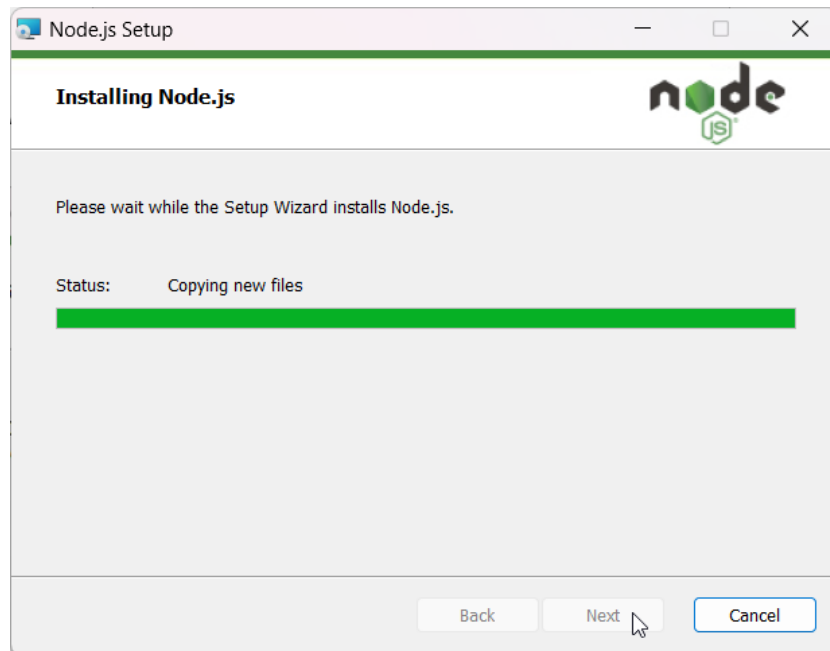 Node.js Setup
Installing Node.js
node
JS
Please wait while the Setup Wizard installs Node.js.
Status: Copying new files
Back Next Cancel